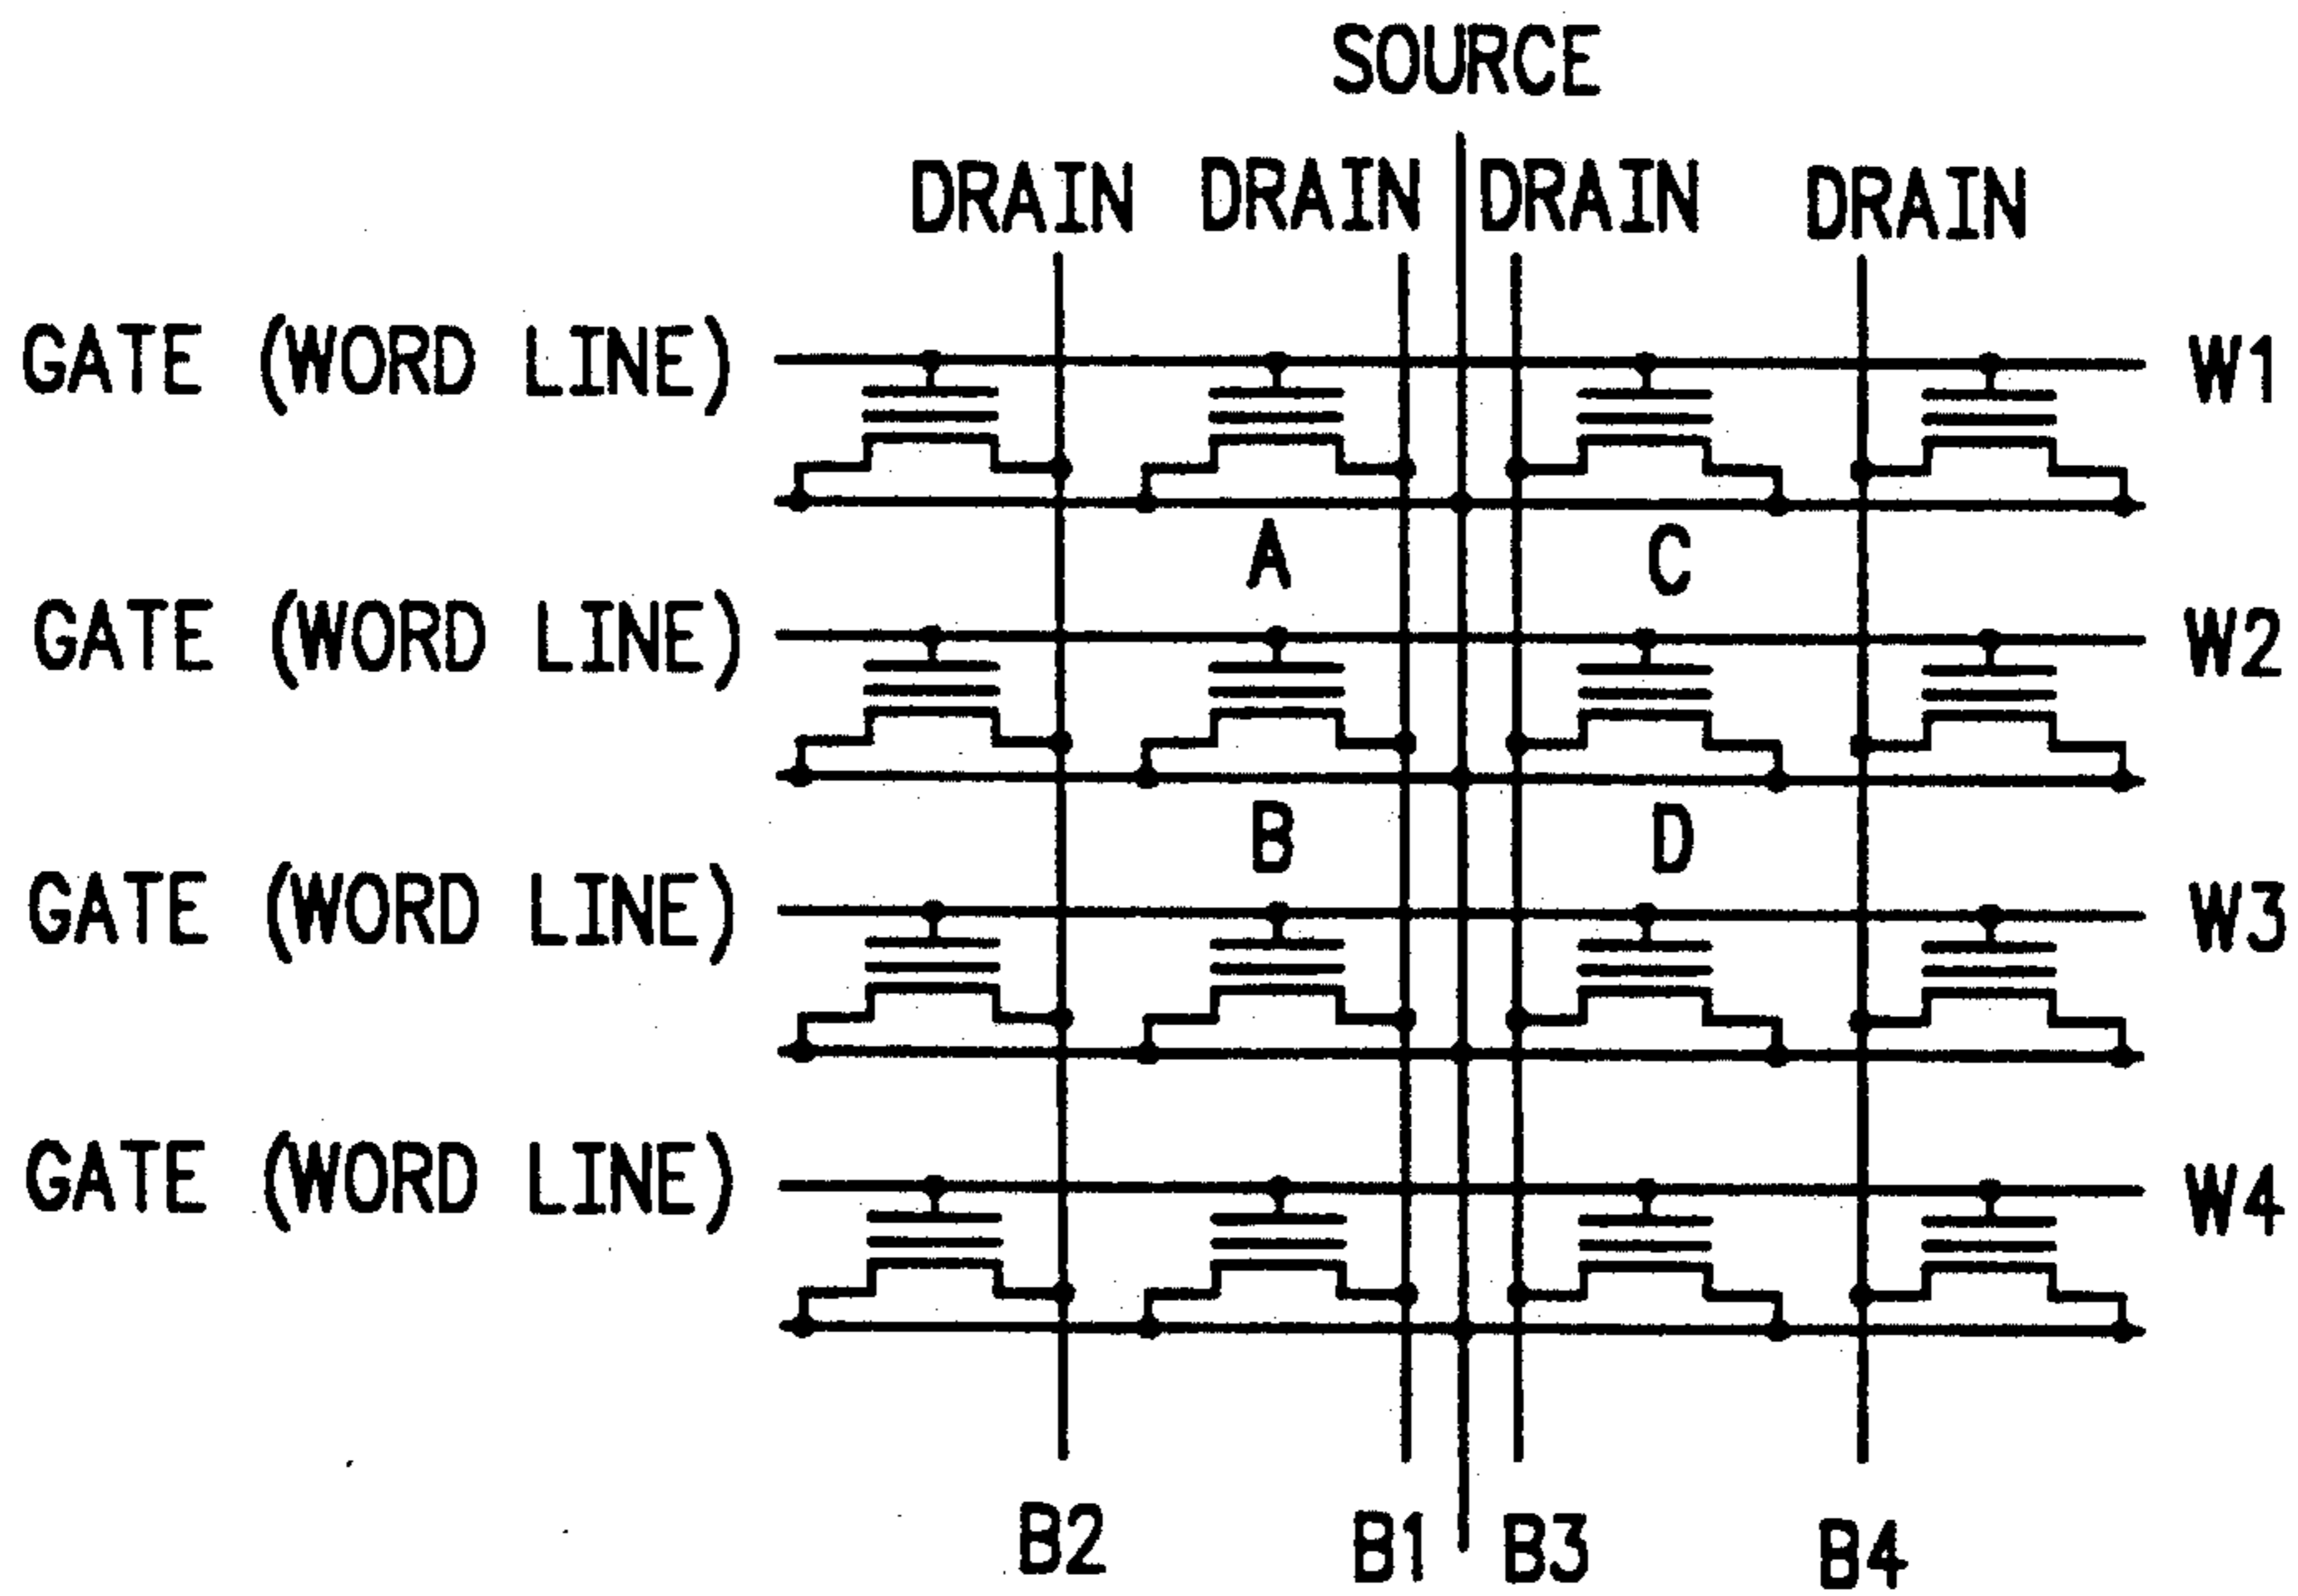 SOURCE
DRAIN DRAIN DRAIN DRAIN
GATE (WORD LINE) W1
A C
GATE (WORD LINE) W2
B D
GATE (WORD LINE) W3
GATE (WORD LINE) W4
B2 B1 B3 B4